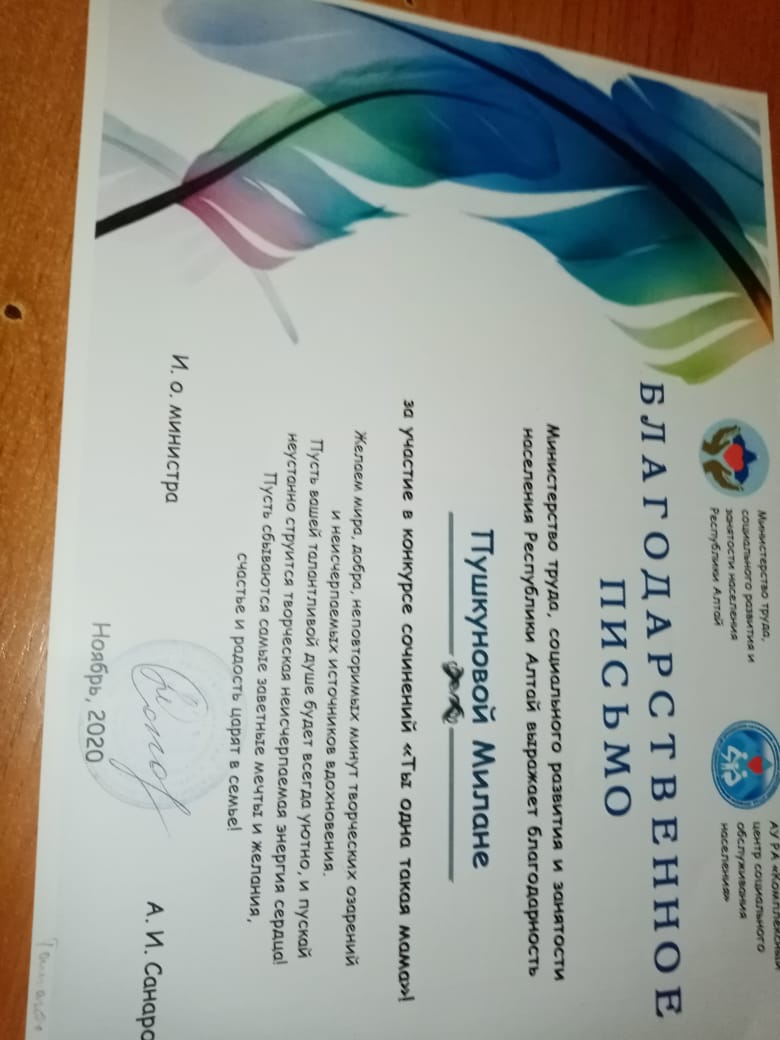 Министерство труда,
социального развития и
занятости населения
Республики Алтай
АУ РА «Комплексный
центр социального
обслуживания
населения»
БЛАГОДАРСТВЕННОЕ
ПИСЬМО
Министерство труда, социального развития и занятости
населения Республики Алтай выражает благодарность
Пушкуновой Милане
за участие в конкурсе сочинений «Ты одна такая мама»!
Желаем мира, добра, неповторимых минут творческих озарений
и неисчерпаемых источников вдохновения.
Пусть вашей талантливой душе будет всегда уютно, и пускай
неустанно струится творческая неисчерпаемая энергия сердца!
Пусть сбываются самые заветные мечты и желания,
счастье и радость царят в семье!
И. о. министра
А. И. Санаро
Ноябрь, 2020